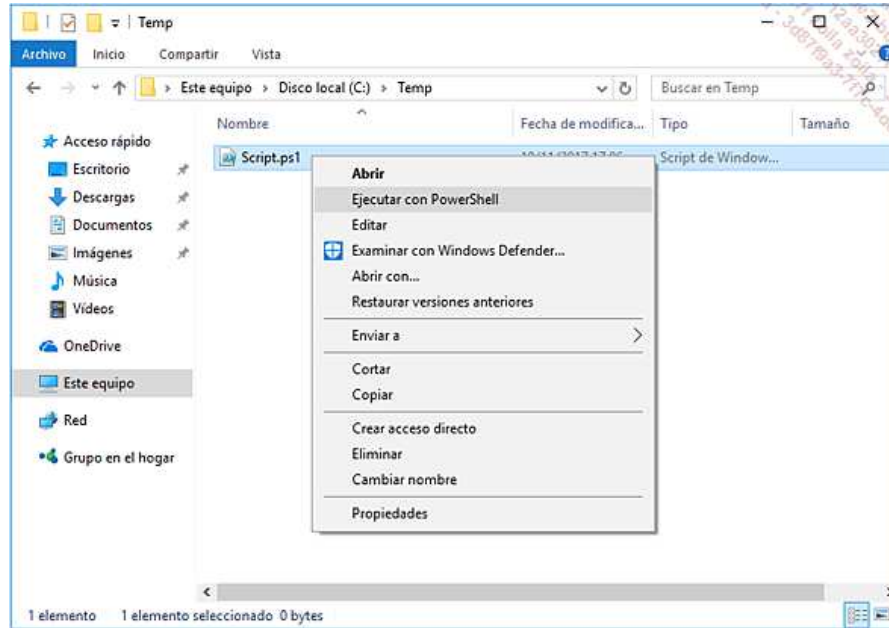 Temp
Archivo Inicio Compartir Vista
Este equipo > Disco local (C:) > Temp
Buscar en Temp
Nombre Fecha de modifica... Tipo Tamaño
Acceso rápido
Escritorio
Descargas
Documentos
Imágenes
Música
Vídeos
OneDrive
Este equipo
Red
Grupo en el hogar
Script.ps1 Script de Window...
Abrir
Ejecutar con PowerShell
Editar
Examinar con Windows Defender...
Abrir con...
Restaurar versiones anteriores
Enviar a
Cortar
Copiar
Crear acceso directo
Eliminar
Cambiar nombre
Propiedades
1 elemento 1 elemento seleccionado 0 bytes